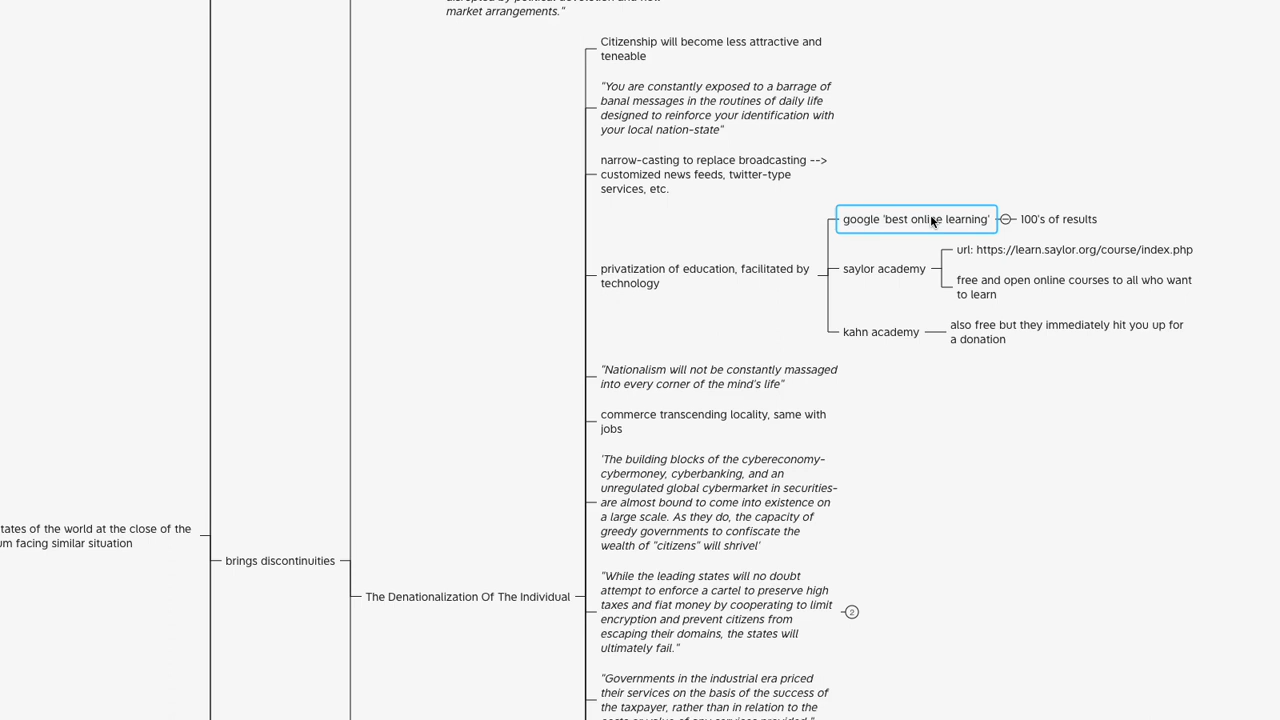 market arrangements."
Citizenship will become less attractive and
teneable
"You are constantly exposed to a barrage of
banal messages in the routines of daily life
designed to reinforce your identification with
your local nation-state"
narrow-casting to replace broadcasting -->
customized news feeds, twitter-type
services, etc.
google 'best online learning'
100's of results
url: https://learn.saylor.org/course/index.php
privatization of education, facilitated by
technology
saylor academy
free and open online courses to all who want
to learn
kahn academy
also free but they immediately hit you up for
a donation
"Nationalism will not be constantly massaged
into every corner of the mind's life"
commerce transcending locality, same with
jobs
'The building blocks of the cybereconomy-
cybermoney, cyberbanking, and an
unregulated global cybermarket in securities-
are almost bound to come into existence on
a large scale. As they do, the capacity of
greedy governments to confiscate the
wealth of "citizens" will shrivel'
tates of the world at the close of the
um facing similar situation
brings discontinuities
The Denationalization Of The Individual
"While the leading states will no doubt
attempt to enforce a cartel to preserve high
taxes and fiat money by cooperating to limit
encryption and prevent citizens from
escaping their domains, the states will
ultimately fail."
2
"Governments in the industrial era priced
their services on the basis of the success of
the taxpayer, rather than in relation to the